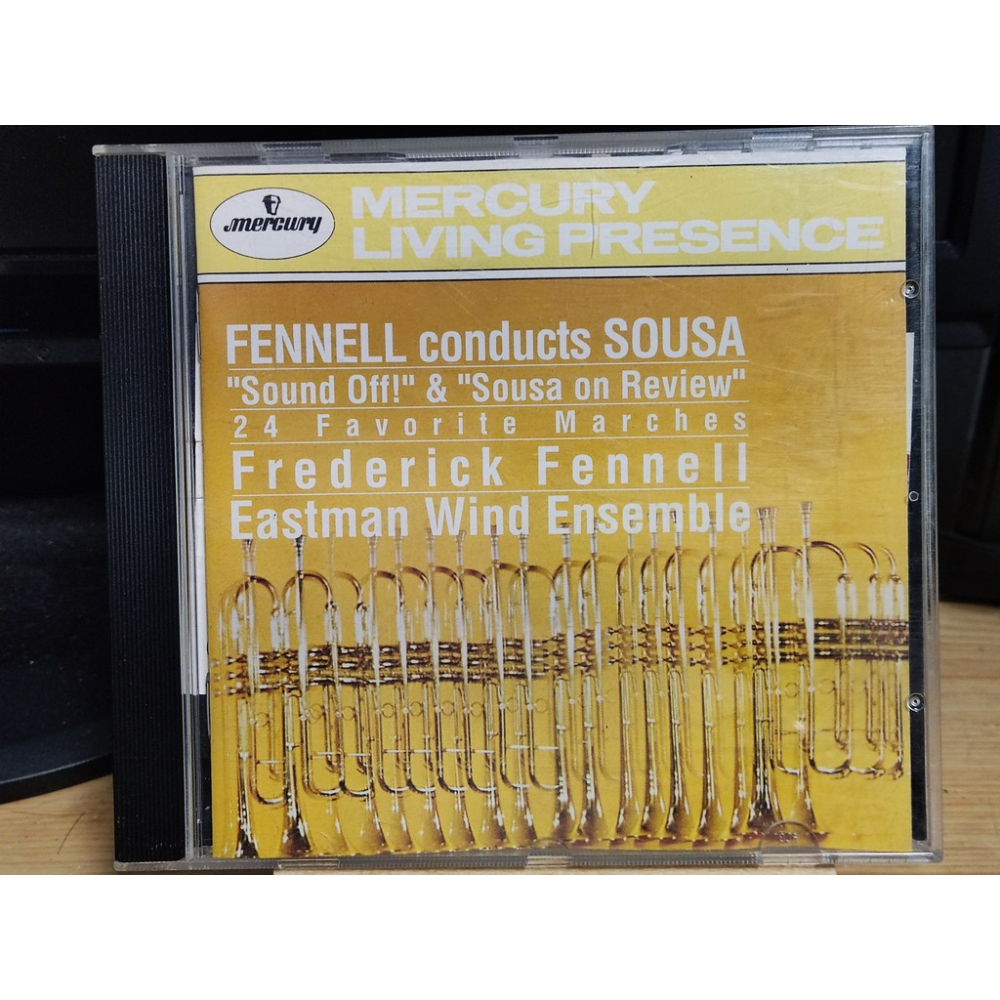 mercury
MERCURY
LIVING PRESENCE
FENNELL conducts SOUSA
"Sound Off!" & "Sousa on Review"
24 Favorite Marches
Frederick Fennell
Eastman Wind Ensemble